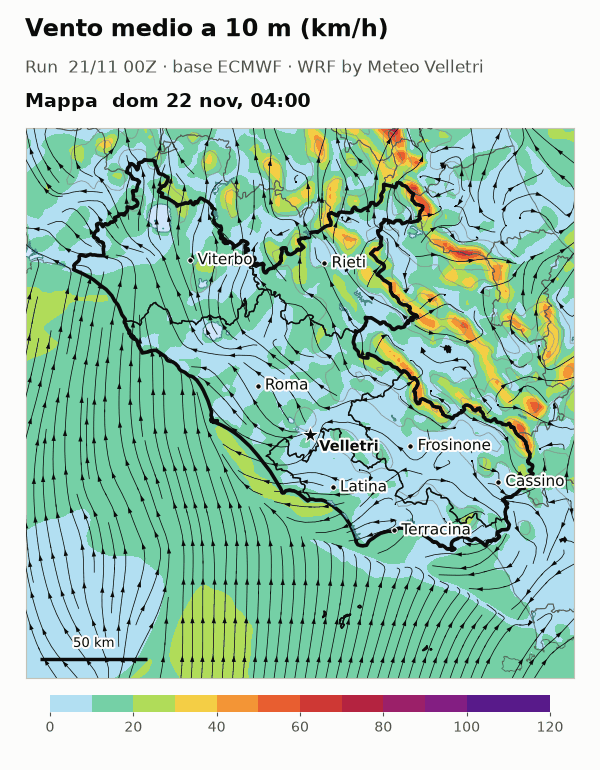 Vento medio a 10 m (km/h)
Run  21/11 00Z · base ECMWF · WRF by Meteo Velletri
Mappa  dom 22 nov, 04:00
Viterbo
Rieti
Roma
Velletri
Frosinone
Cassino
Latina
Terracina
50 km
0 20 40 60 80 100 120